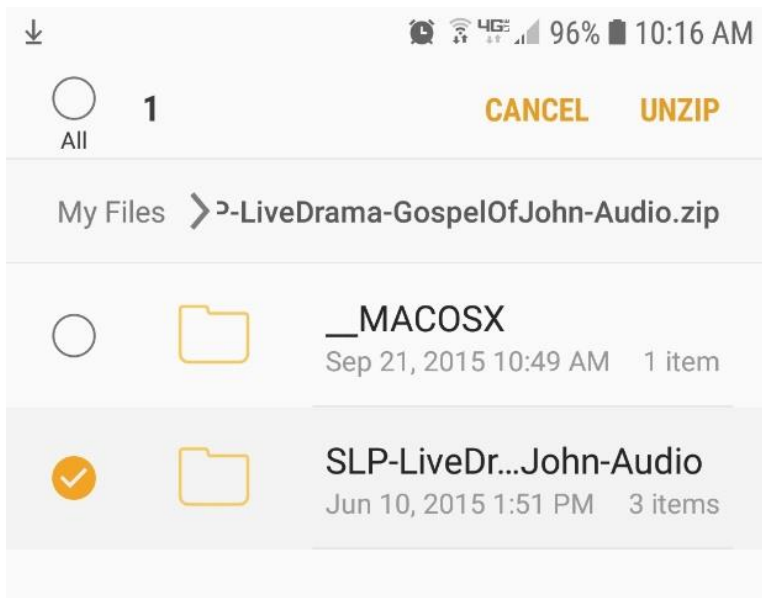 4G 96% 10:16 AM
1 CANCEL UNZIP
All
My Files P-LiveDrama-GospelOfJohn-Audio.zip
__MACOSX
Sep 21, 2015 10:49 AM 1 item
SLP-LiveDr...John-Audio
Jun 10, 2015 1:51 PM 3 items